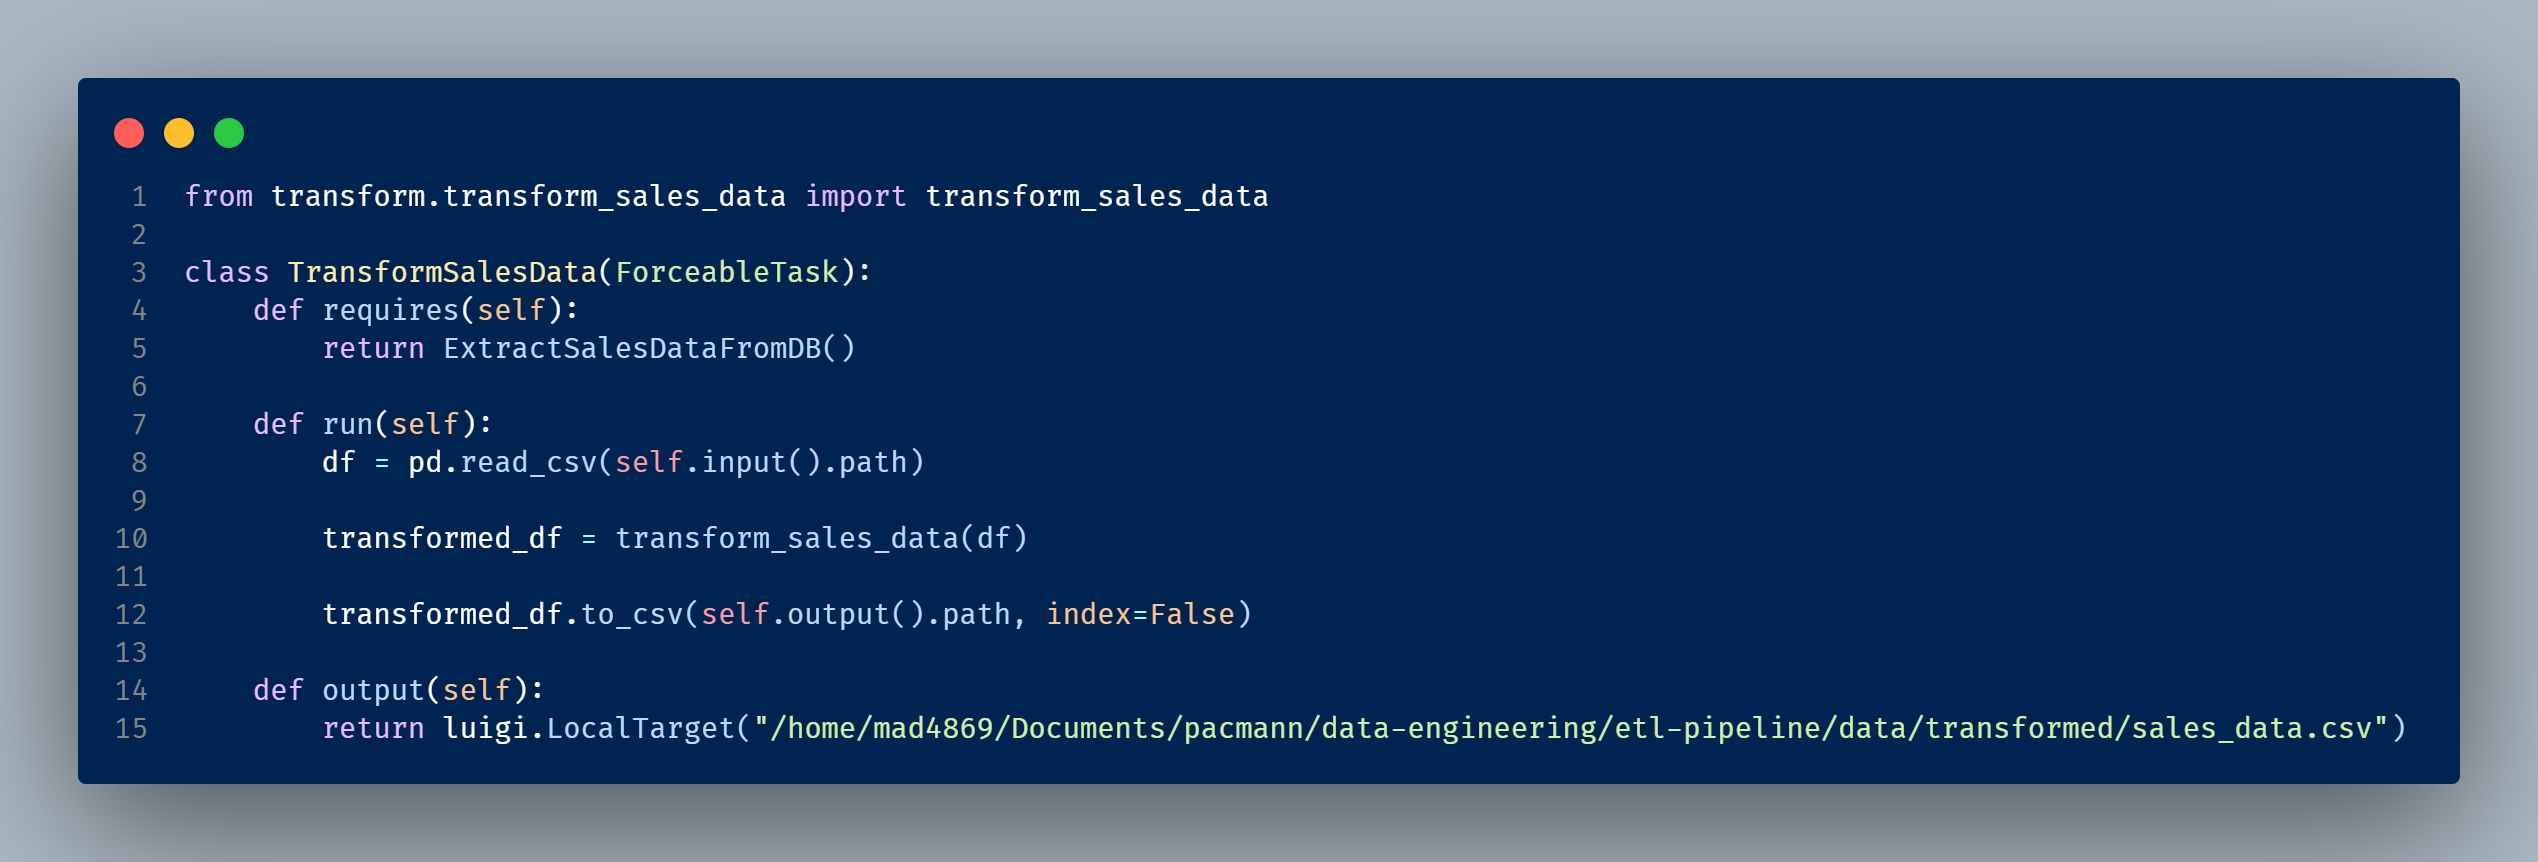 1 from transform.transform_sales_data import transform_sales_data
2
3 class TransformSalesData(ForceableTask):
4     def requires(self):
5         return ExtractSalesDataFromDB()
6
7     def run(self):
8         df = pd.read_csv(self.input().path)
9
10         transformed_df = transform_sales_data(df)
11
12         transformed_df.to_csv(self.output().path, index=False)
13
14     def output(self):
15         return luigi.LocalTarget("/home/mad4869/Documents/pacmann/data-engineering/etl-pipeline/data/transformed/sales_data.csv")